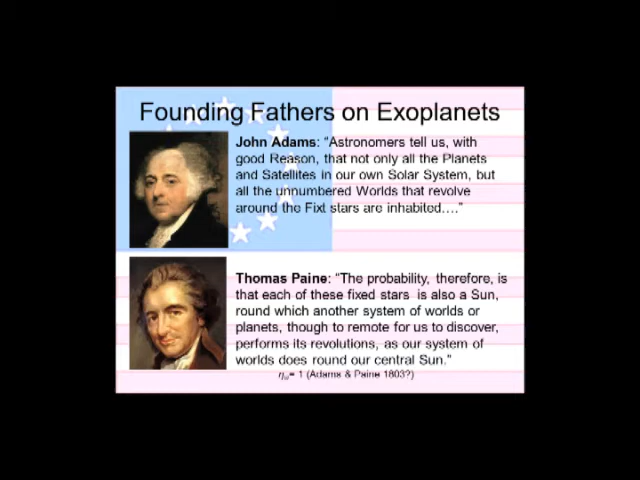 Founding Fathers on Exoplanets
John Adams: “Astronomers tell us, with
good Reason, that not only all the Planets
and Satellites in our own Solar System, but
all the unnumbered Worlds that revolve
around the Fixt stars are inhabited....”
Thomas Paine: “The probability, therefore, is
that each of these fixed stars is also a Sun,
round which another system of worlds or
planets, though to remote for us to discover,
performs its revolutions, as our system of
worlds does round our central Sun.”
= 1 (Adams & Paine 1803?)